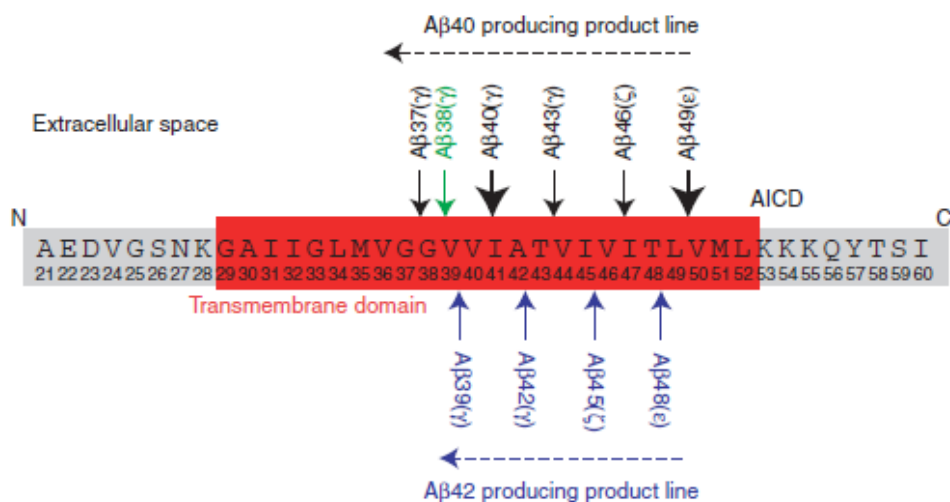 Aβ40 producing product line
Extracellular space
Aβ37(γ)
Aβ38(γ)
Aβ40(γ)
Aβ43(γ)
Aβ46(ζ)
Aβ49(ε)
AICD
N
C
A E D V G S N K G A I I G L M V G G V V I A T V I V I T L V M L K K K Q Y T S I
21 22 23 24 25 26 27 28 29 30 31 32 33 34 35 36 37 38 39 40 41 42 43 44 45 46 47 48 49 50 51 52 53 54 55 56 57 58 59 60
Transmembrane domain
Aβ39(γ)
Aβ42(γ)
Aβ45(ζ)
Aβ48(ε)
Aβ42 producing product line